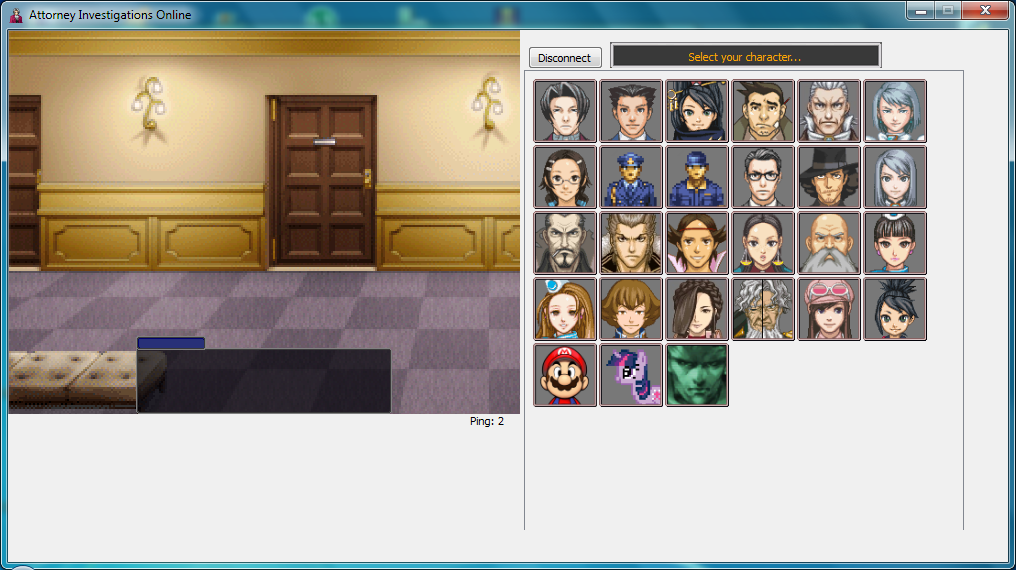 Attorney Investigations Online
Disconnect
Select your character...
Ping: 2